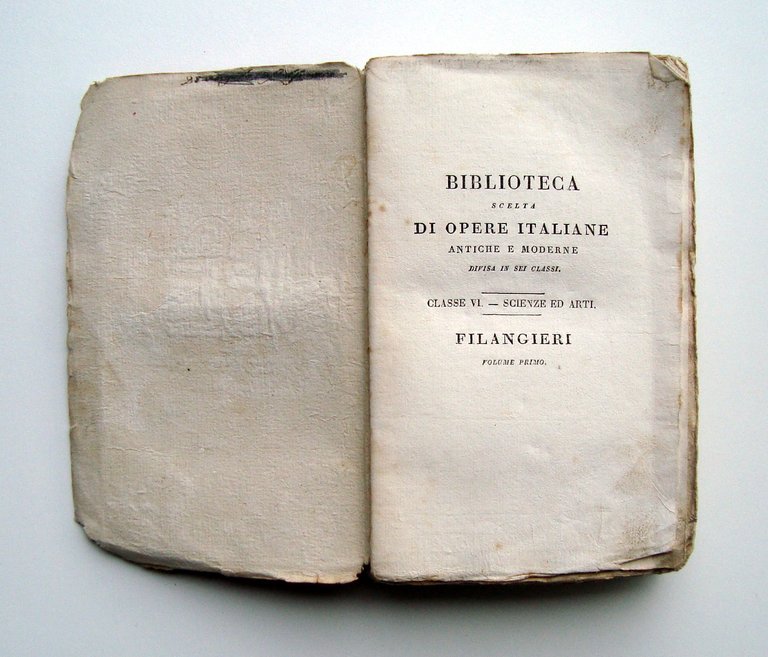 BIBLIOTECA
SCELTA
DI OPERE ITALIANE
ANTICHE E MODERNE
DIVISA IN SEI CLASSI.
CLASSE VI. — SCIENZE ED ARTI.
FILANGIERI
VOLUME PRIMO.